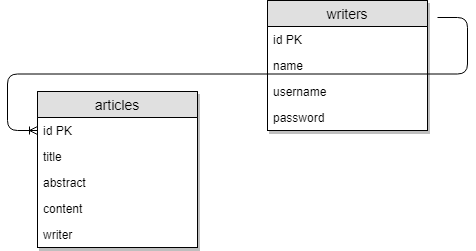 writers
id PK
name
username
password
articles
id PK
title
abstract
content
writer